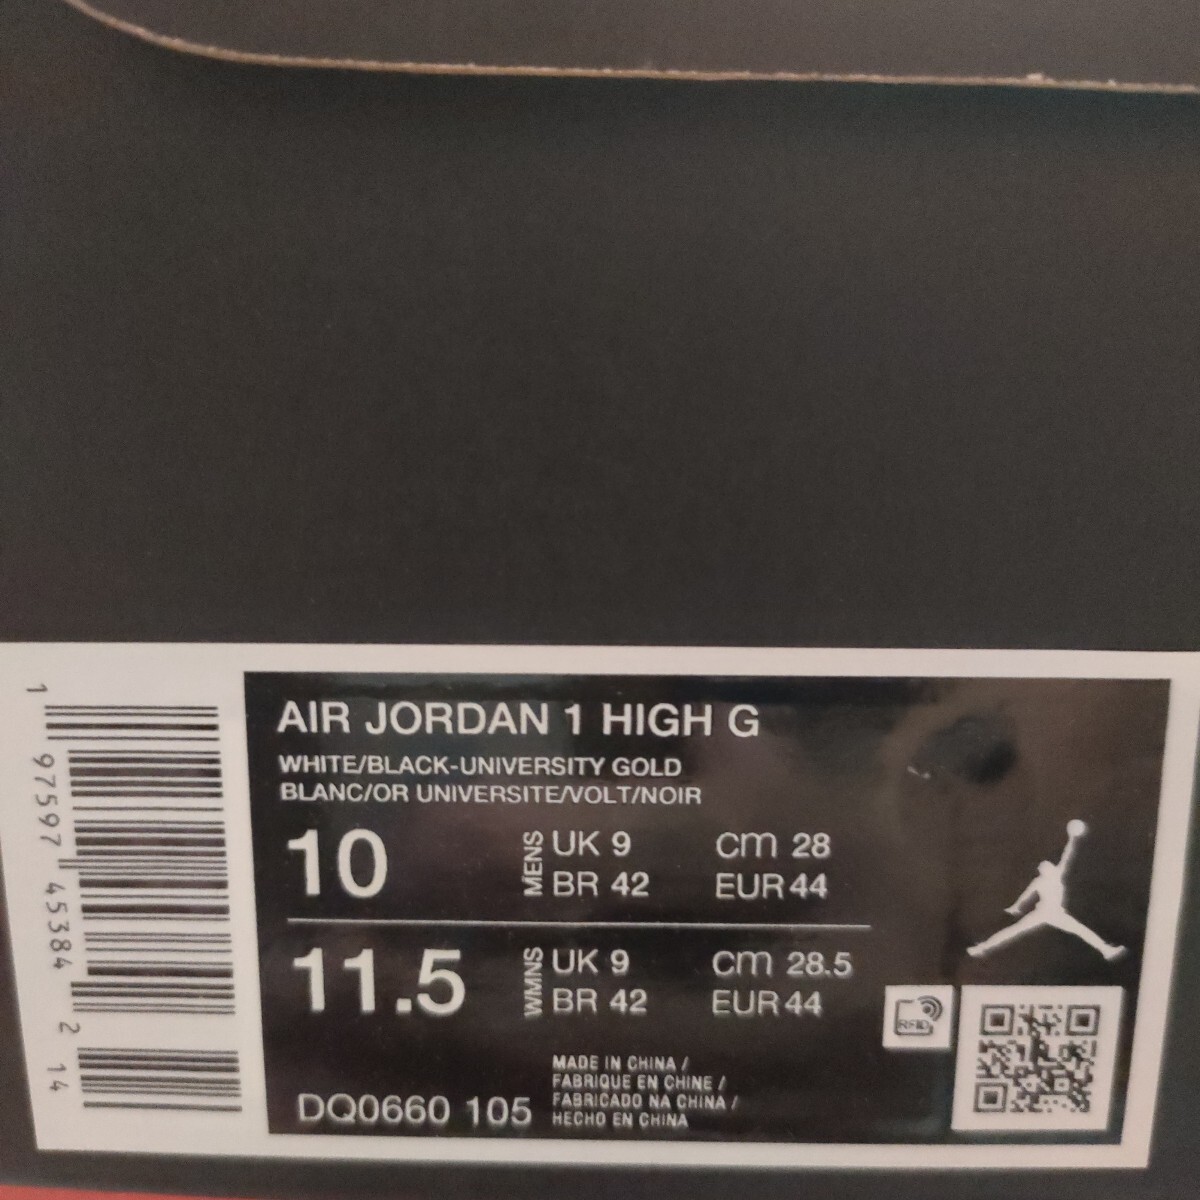 AIR JORDAN 1 HIGH G
WHITE/BLACK-UNIVERSITY GOLD
BLANC/OR UNIVERSITE/VOLT/NOIR
10 MENS UK 9 cm 28
BR 42 EUR 44
11.5 WMNS UK 9 cm 28.5
BR 42 EUR 44
RFID
MADE IN CHINA /
FABRIQUE EN CHINE /
FABRICADO NA CHINA /
HECHO EN CHINA
DQ0660 105
1 97597 45384 2 14